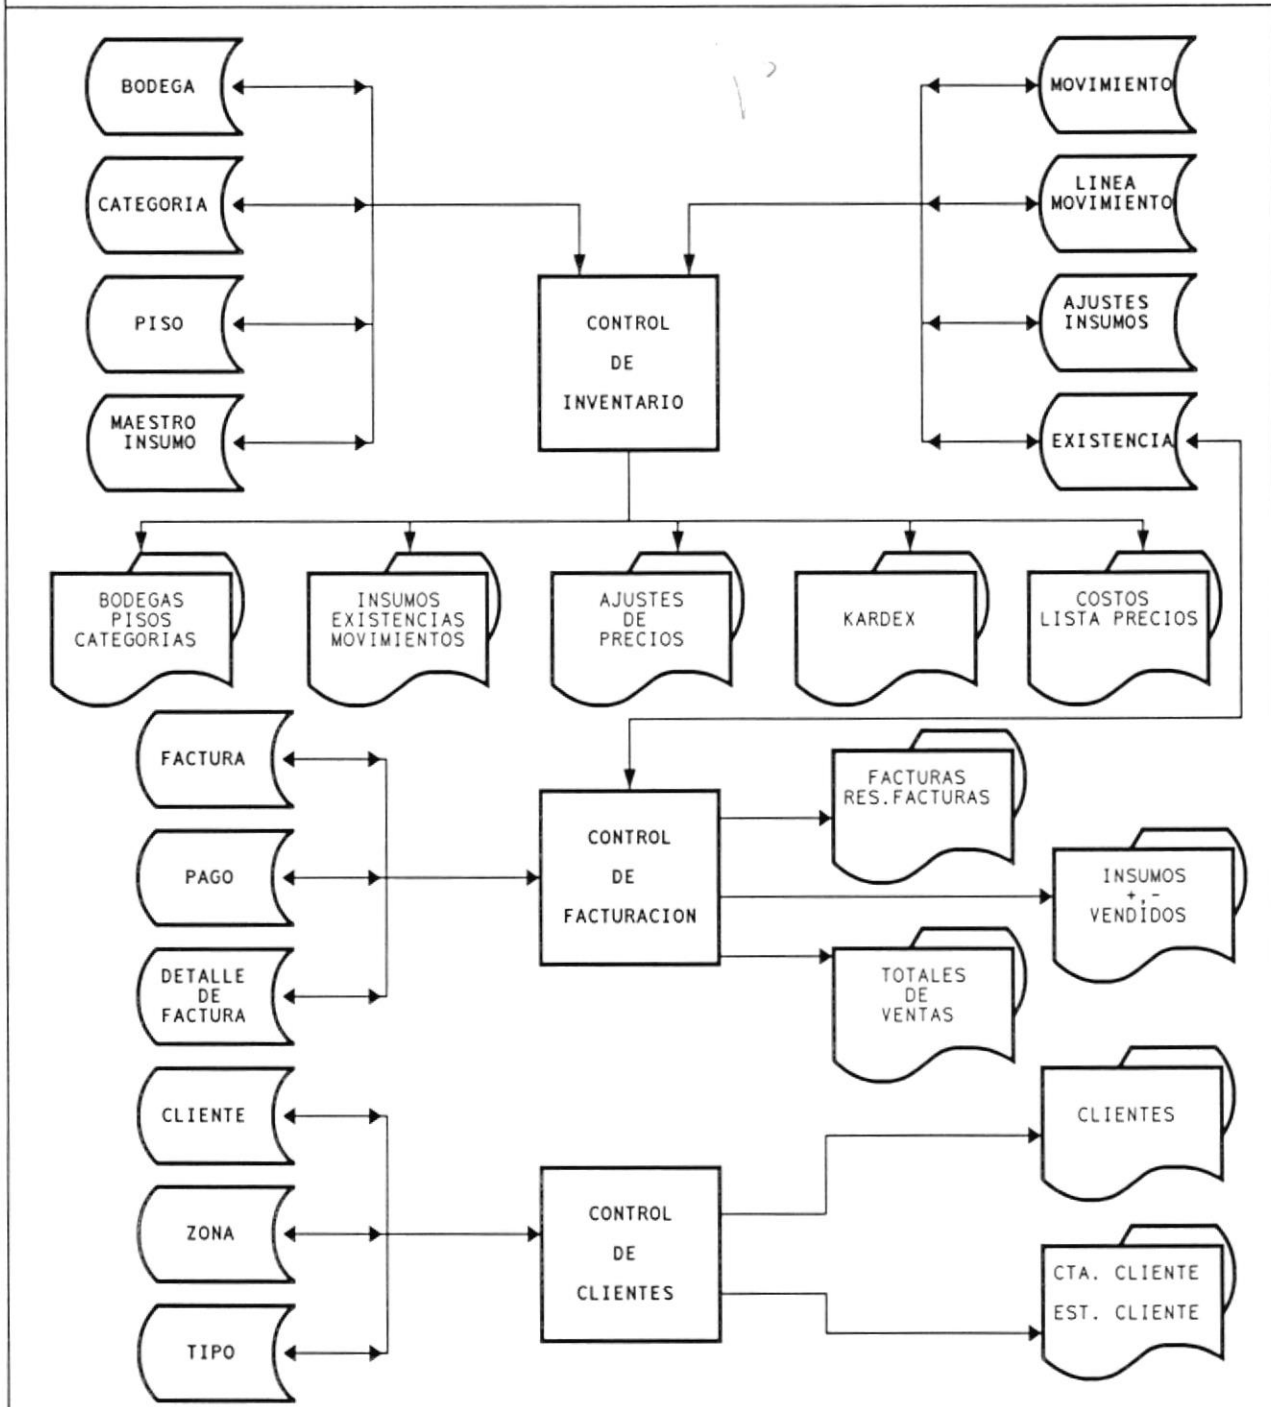 BODEGA
CATEGORIA
PISO
MAESTRO
INSUMO
MOVIMIENTO
LINEA
MOVIMIENTO
AJUSTES
INSUMOS
EXISTENCIA
CONTROL
DE
INVENTARIO
BODEGAS
PISOS
CATEGORIAS
INSUMOS
EXISTENCIAS
MOVIMIENTOS
AJUSTES
DE
PRECIOS
KARDEX
COSTOS
LISTA PRECIOS
FACTURA
PAGO
DETALLE
DE
FACTURA
CONTROL
DE
FACTURACION
FACTURAS
RES.FACTURAS
INSUMOS
+,-
VENDIDOS
TOTALES
DE
VENTAS
CLIENTE
ZONA
TIPO
CONTROL
DE
CLIENTES
CLIENTES
CTA. CLIENTE
EST. CLIENTE